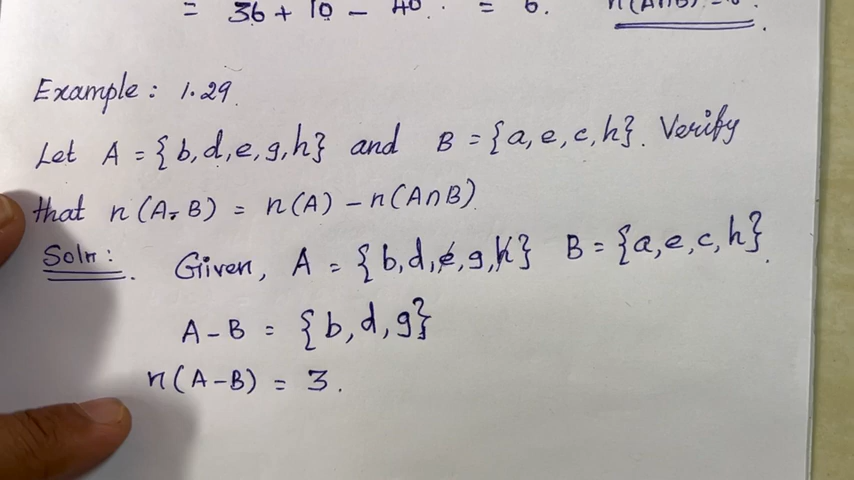 = 36 + 10 - 40. = 6.
Example: 1.29.
Let A = {b,d,e,g,h} and B = {a,e,c,h}. Verify
that n(A-B) = n(A) - n(A∩B)
Soln: Given, A = {b,d,e,g,h} B = {a,e,c,h}.
A-B = {b,d,g}
n(A-B) = 3.